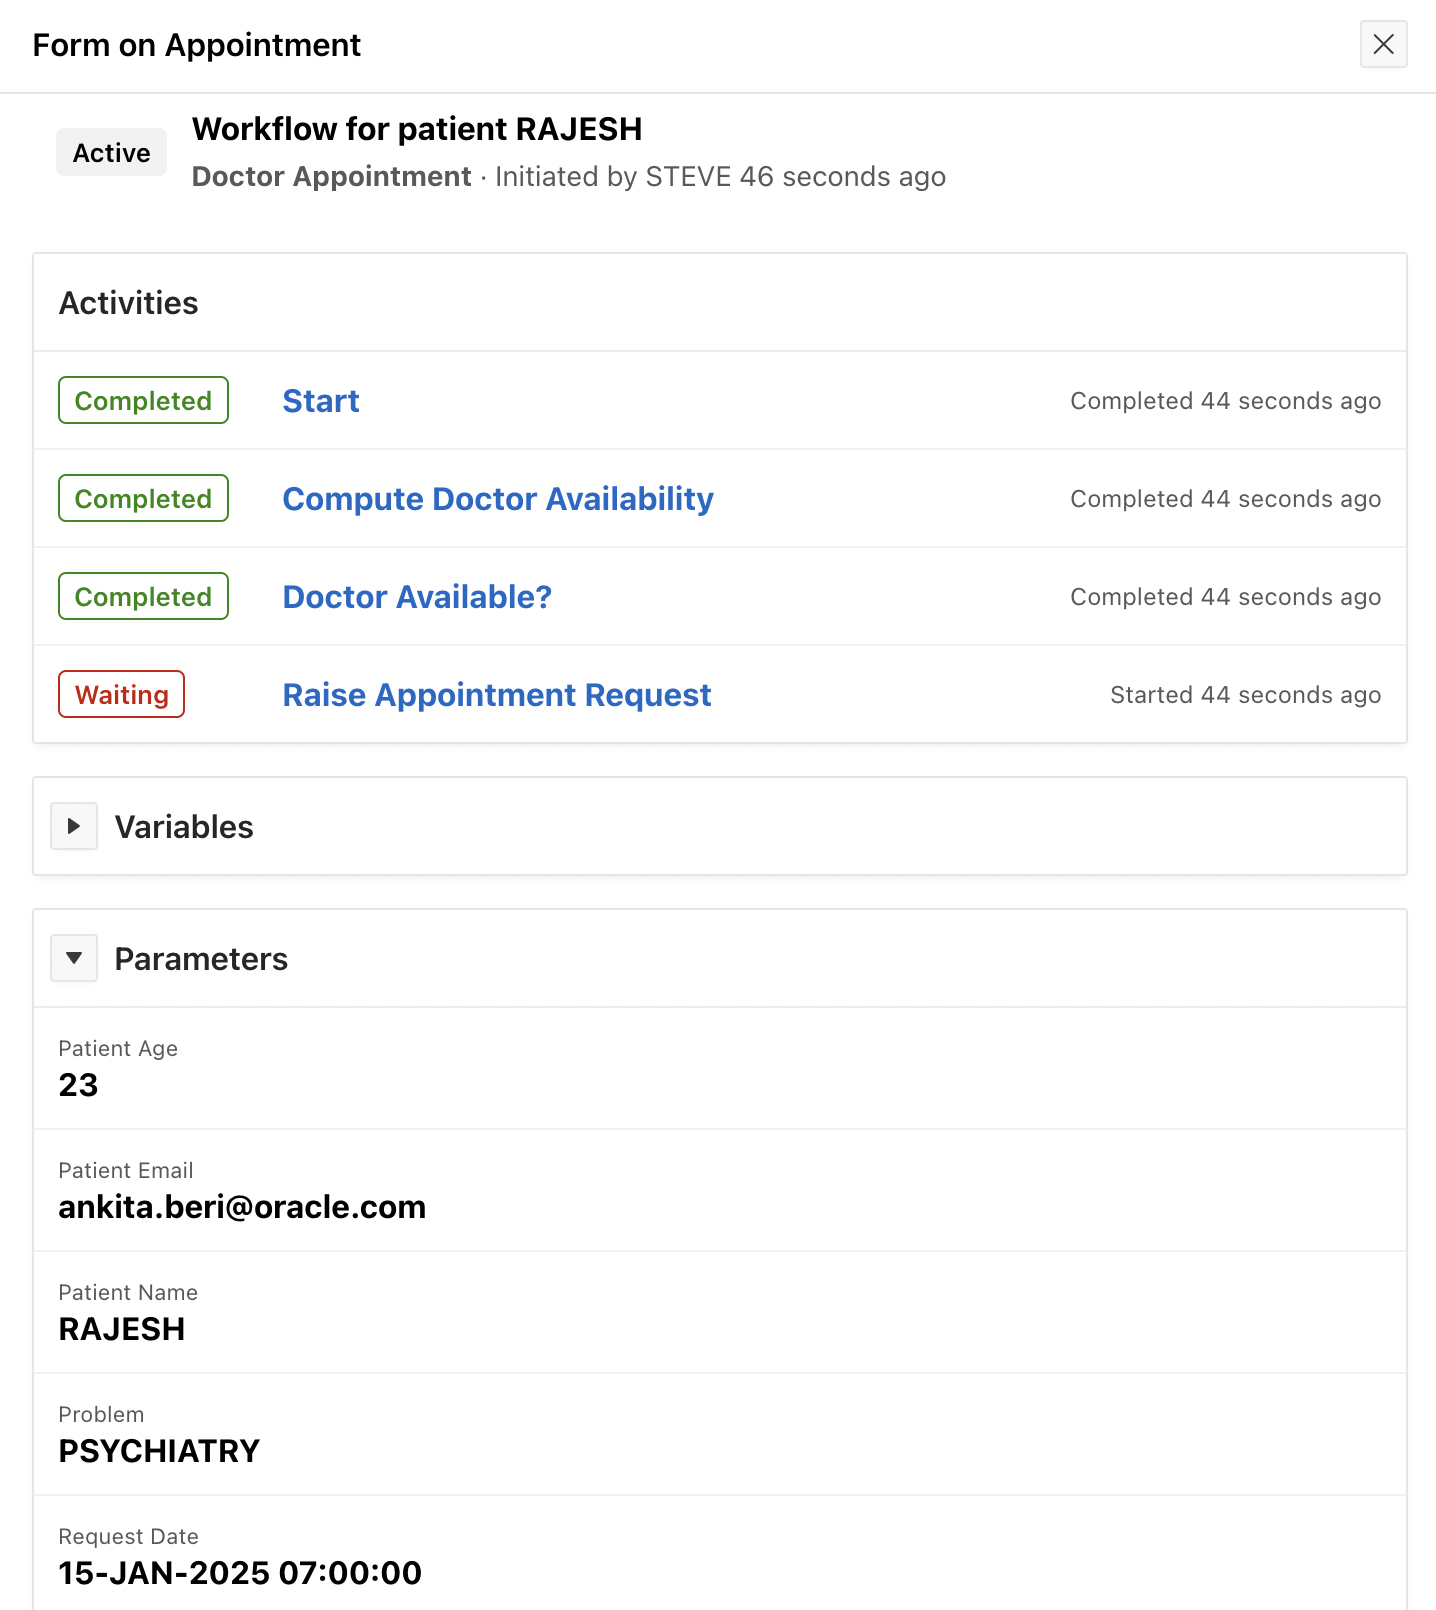 Form on Appointment
Active
Workflow for patient RAJESH
Doctor Appointment · Initiated by STEVE 46 seconds ago
Activities
Completed Start Completed 44 seconds ago
Completed Compute Doctor Availability Completed 44 seconds ago
Completed Doctor Available? Completed 44 seconds ago
Waiting Raise Appointment Request Started 44 seconds ago
Variables
Parameters
Patient Age
23
Patient Email
ankita.beri@oracle.com
Patient Name
RAJESH
Problem
PSYCHIATRY
Request Date
15-JAN-2025 07:00:00